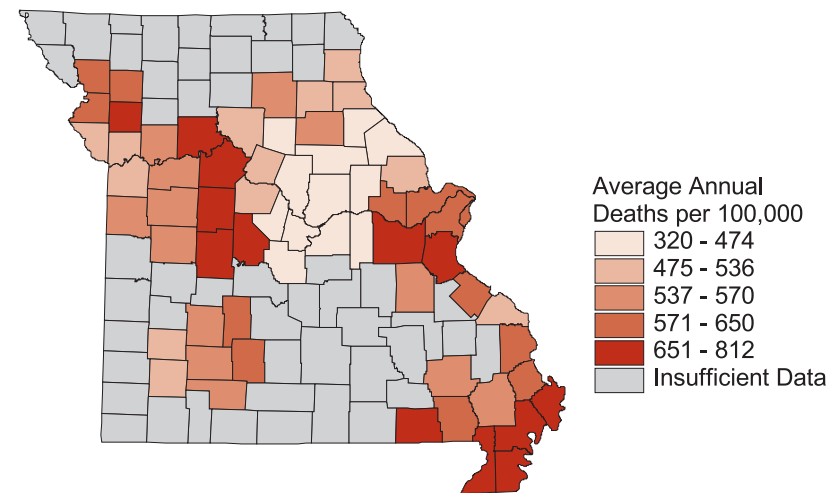 Average Annual
Deaths per 100,000
320 - 474
475 - 536
537 - 570
571 - 650
651 - 812
Insufficient Data